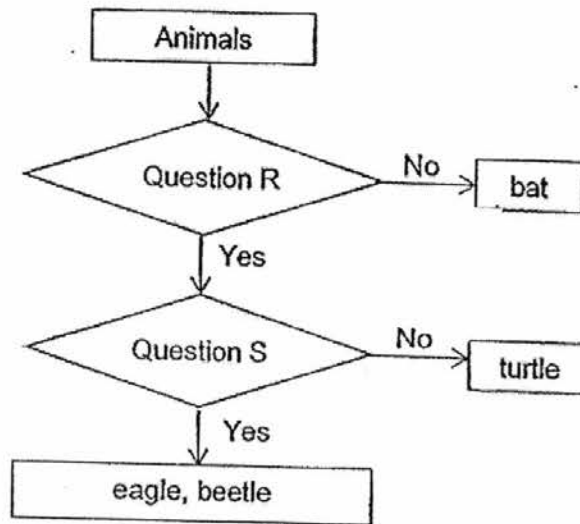 Animals
Question R
No
bat
Yes
Question S
No
turtle
Yes
eagle, beetle